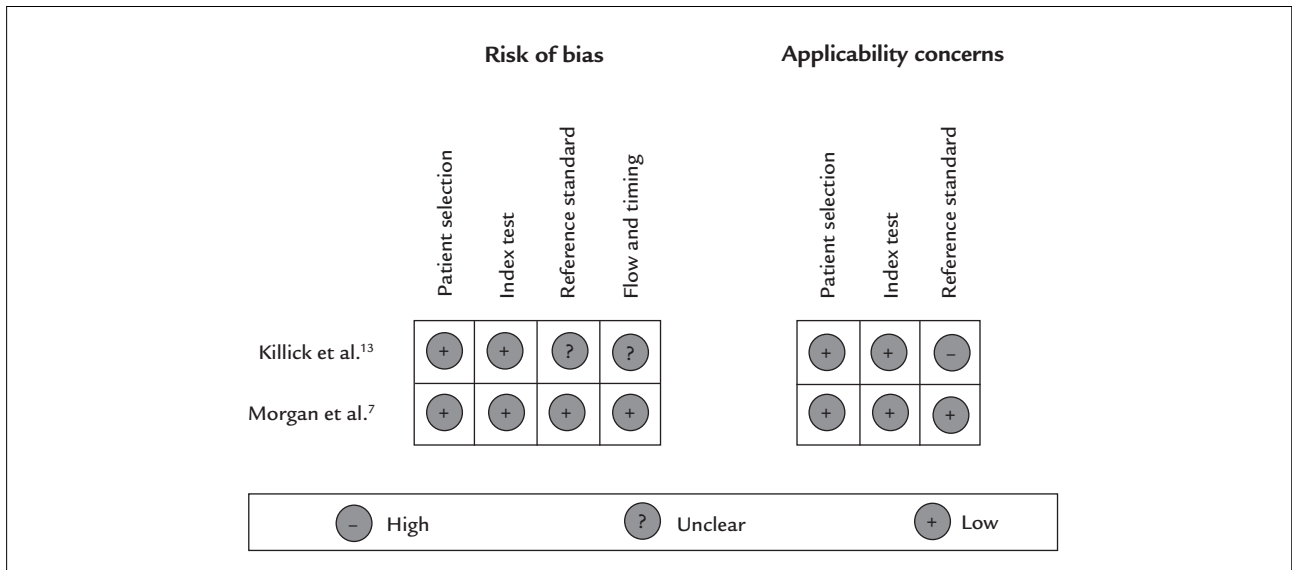 Risk of bias
Applicability concerns
Patient selection
Index test
Reference standard
Flow and timing
Patient selection
Index test
Reference standard
Killick et al.¹³ + + ? ? + + −
Morgan et al.⁷ + + + + + + +
− High ? Unclear + Low